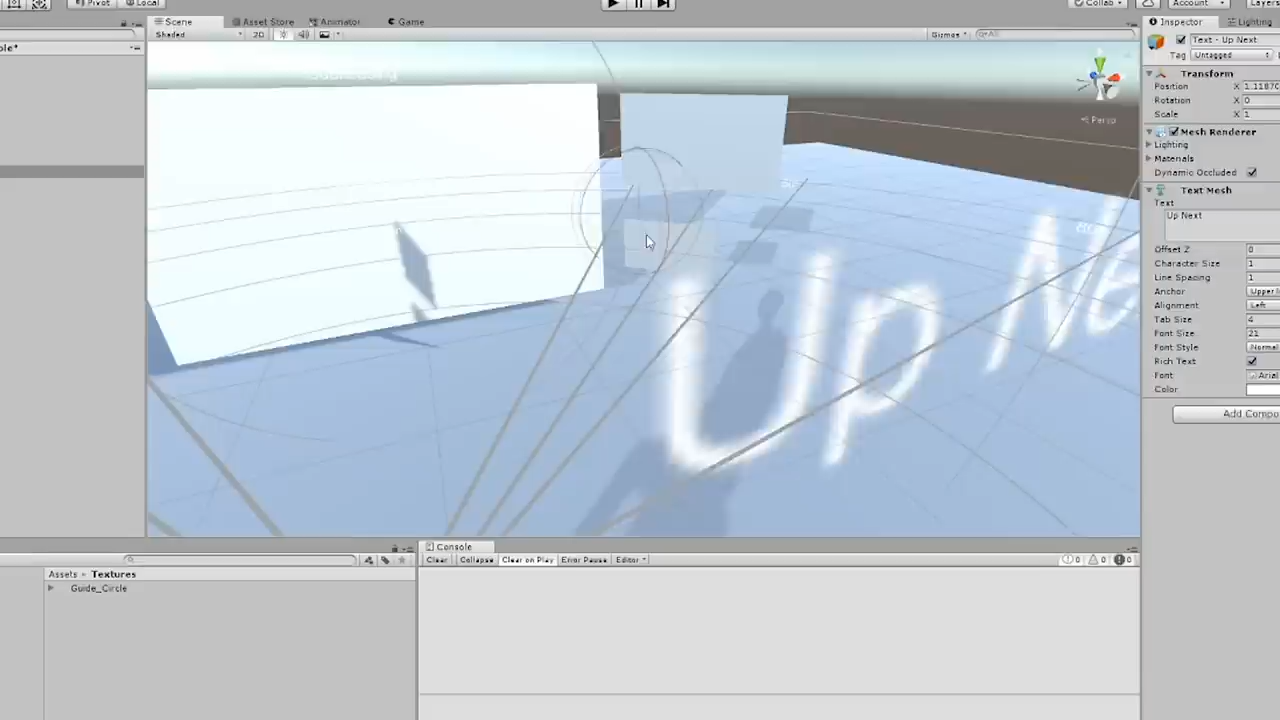 Pivot Local Collab Account Layers
Scene Asset Store Animator Game Inspector Lighting
Shaded 2D Gizmos
Text - Up Next
Tag Untagged
Transform
Position X 1.11870
Rotation X 0
Scale X 1
Persp
Mesh Renderer
Lighting
Materials
Dynamic Occluded
Text Mesh
Text
Up Next
Offset Z 0
Character Size 1
Line Spacing 1
Anchor Upper l
Alignment Left
Tab Size 4
Font Size 21
Font Style Normal
Rich Text
Font Arial
Color
Add Compo
Up Ne
Console
Clear Collapse Clear on Play Error Pause Editor 0 0 0
Assets Textures
Guide_Circle